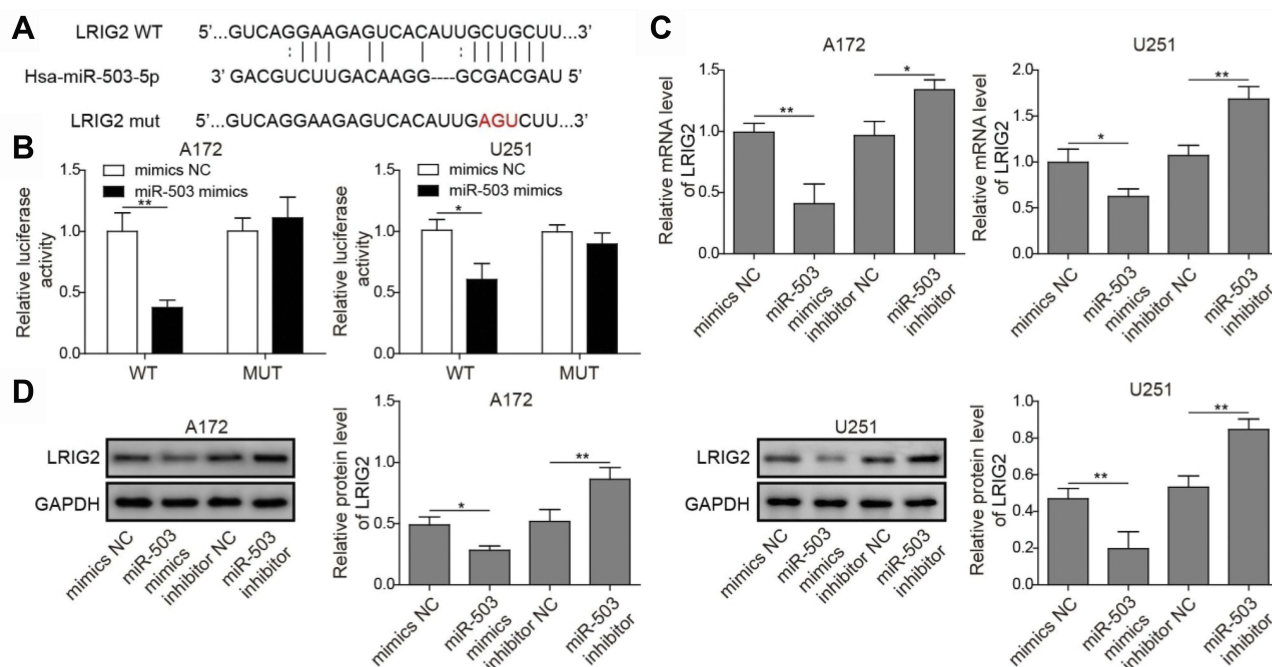 A
LRIG2 WT 5’...GUCAGGAAGAGUCACAUUGCUGCUU...3’
Hsa-miR-503-5p 3’ GACGUCUUGACAAGG----GCGACGAU 5’
LRIG2 mut 5’...GUCAGGAAGAGUCACAUUGAGUCUU...3’
B
A172
mimics NC
miR-503 mimics
Relative luciferase
activity
1.5
1.0
0.5
0.0
**
WT
MUT
U251
mimics NC
miR-503 mimics
Relative luciferase
activity
1.5
1.0
0.5
0.0
*
WT
MUT
C
A172
Relative mRNA level
of LRIG2
1.5
1.0
0.5
0.0
**
*
mimics NC
miR-503
mimics
inhibitor NC
miR-503
inhibitor
U251
Relative mRNA level
of LRIG2
2.0
1.5
1.0
0.5
0.0
*
**
mimics NC
miR-503
mimics
inhibitor NC
miR-503
inhibitor
D
A172
LRIG2
GAPDH
mimics NC
miR-503
mimics
inhibitor NC
miR-503
inhibitor
A172
Relative protein level
of LRIG2
1.5
1.0
0.5
0.0
*
**
mimics NC
miR-503
mimics
inhibitor NC
miR-503
inhibitor
U251
LRIG2
GAPDH
mimics NC
miR-503
mimics
inhibitor NC
miR-503
inhibitor
U251
Relative protein level
of LRIG2
1.0
0.8
0.6
0.4
0.2
0.0
**
**
mimics NC
miR-503
mimics
inhibitor NC
miR-503
inhibitor